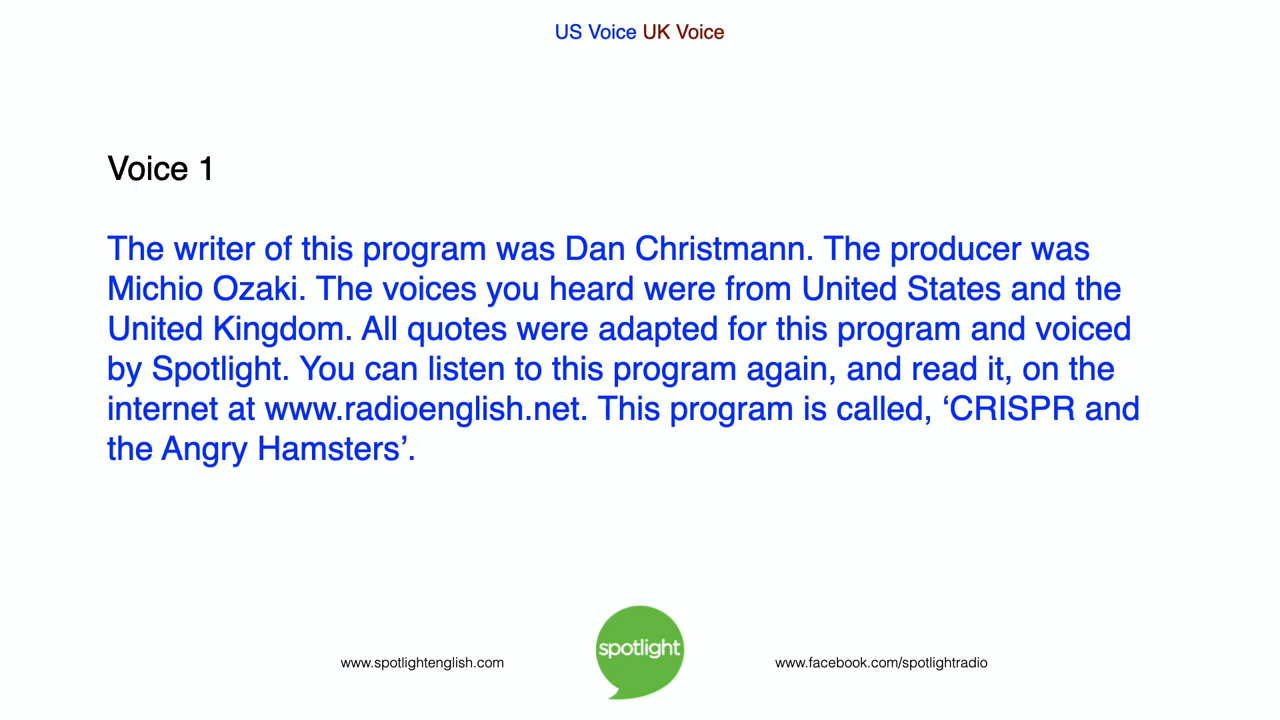 US Voice UK Voice
Voice 1
The writer of this program was Dan Christmann. The producer was
Michio Ozaki. The voices you heard were from United States and the
United Kingdom. All quotes were adapted for this program and voiced
by Spotlight. You can listen to this program again, and read it, on the
internet at www.radioenglish.net. This program is called, ‘CRISPR and
the Angry Hamsters’.
www.spotlightenglish.com
spotlight
www.facebook.com/spotlightradio